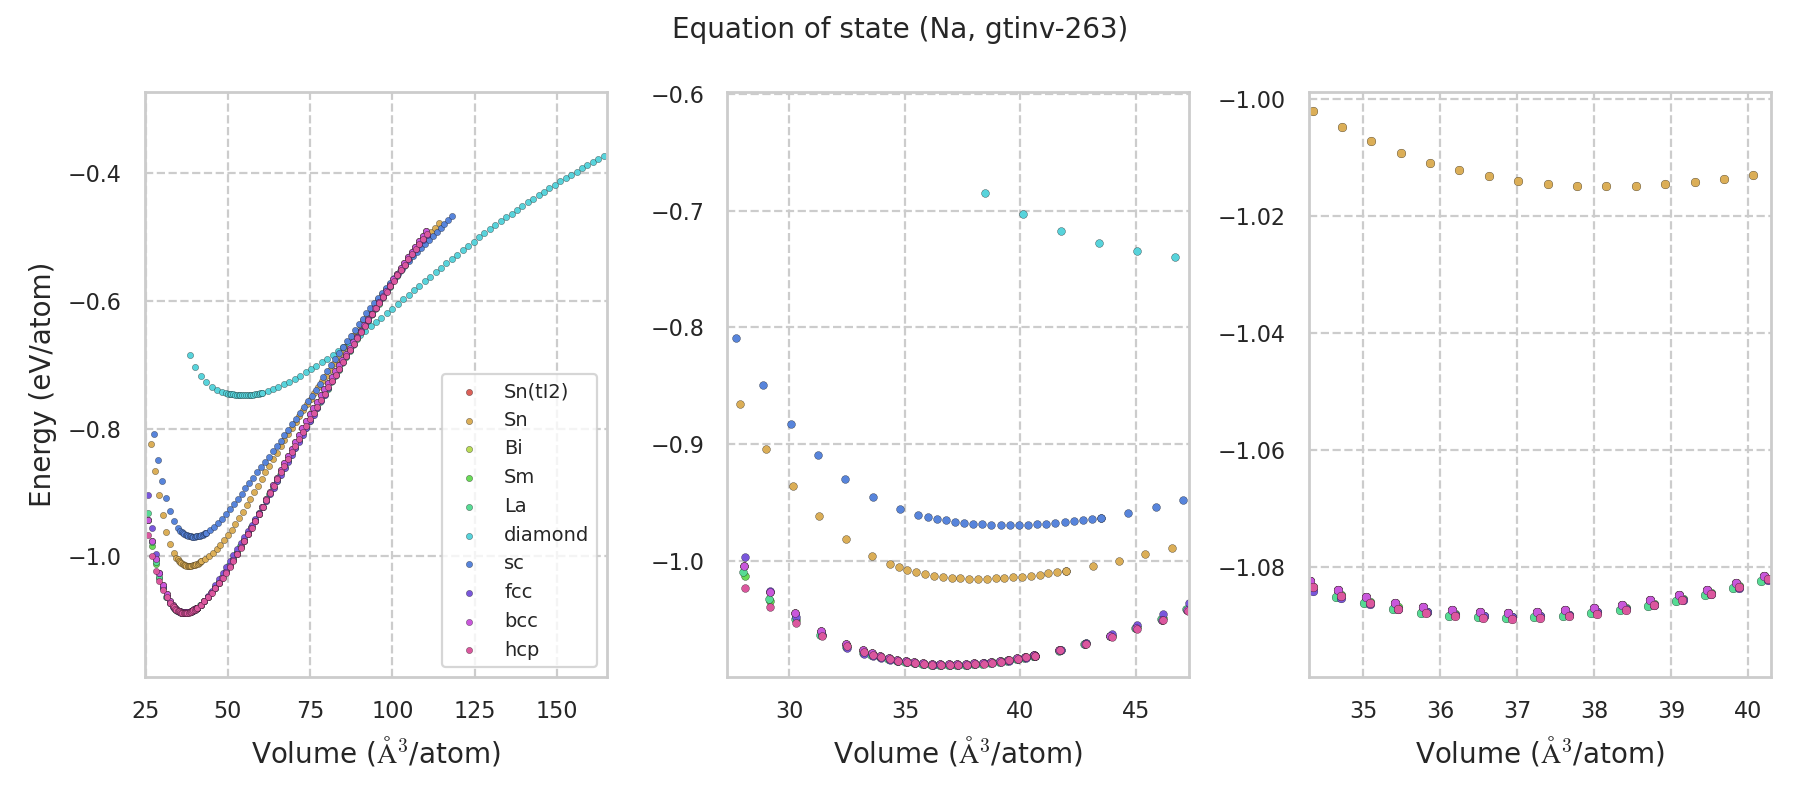 Equation of state (Na, gtinv-263)
Energy (eV/atom)
−0.4
−0.6
−0.8
−1.0
25 50 75 100 125 150
Volume (Å³/atom)
Sn(tI2)
Sn
Bi
Sm
La
diamond
sc
fcc
bcc
hcp
−0.6
−0.7
−0.8
−0.9
−1.0
30 35 40 45
Volume (Å³/atom)
−1.00
−1.02
−1.04
−1.06
−1.08
35 36 37 38 39 40
Volume (Å³/atom)